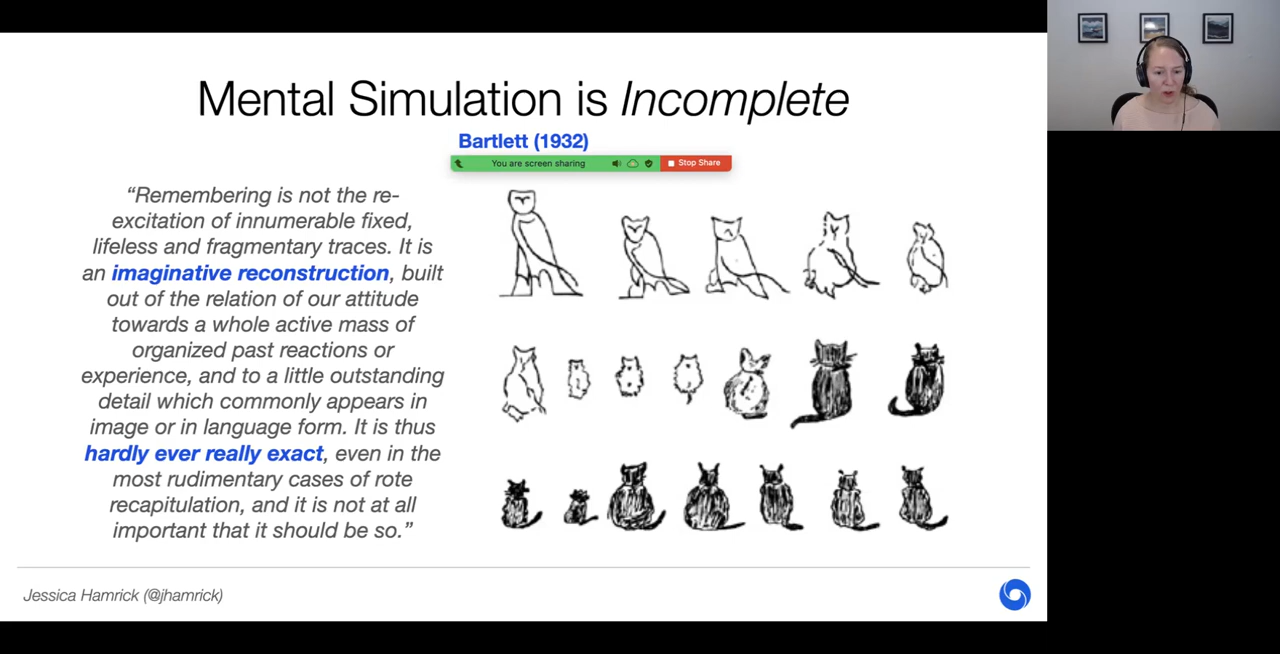 Mental Simulation is Incomplete
Bartlett (1932)
You are screen sharing
Stop Share
“Remembering is not the re-
excitation of innumerable fixed,
lifeless and fragmentary traces. It is
an imaginative reconstruction, built
out of the relation of our attitude
towards a whole active mass of
organized past reactions or
experience, and to a little outstanding
detail which commonly appears in
image or in language form. It is thus
hardly ever really exact, even in the
most rudimentary cases of rote
recapitulation, and it is not at all
important that it should be so.”
Jessica Hamrick (@jhamrick)